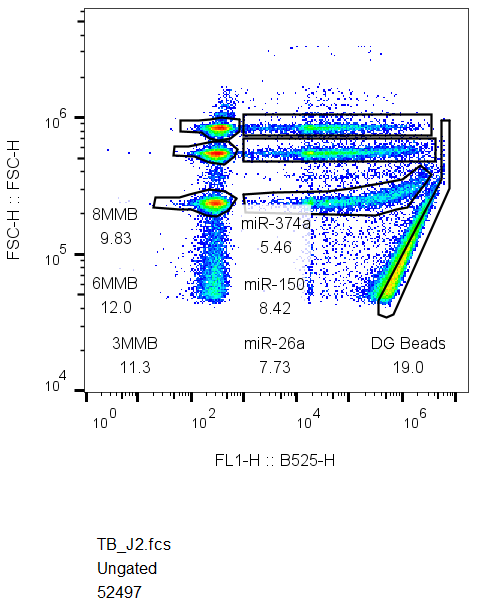 FSC-H :: FSC-H
10^6
10^5
10^4
8MMB
9.83
miR-374a
5.46
6MMB
12.0
miR-150
8.42
3MMB
11.3
miR-26a
7.73
DG Beads
19.0
10^0 10^2 10^4 10^6
FL1-H :: B525-H
TB_J2.fcs
Ungated
52497